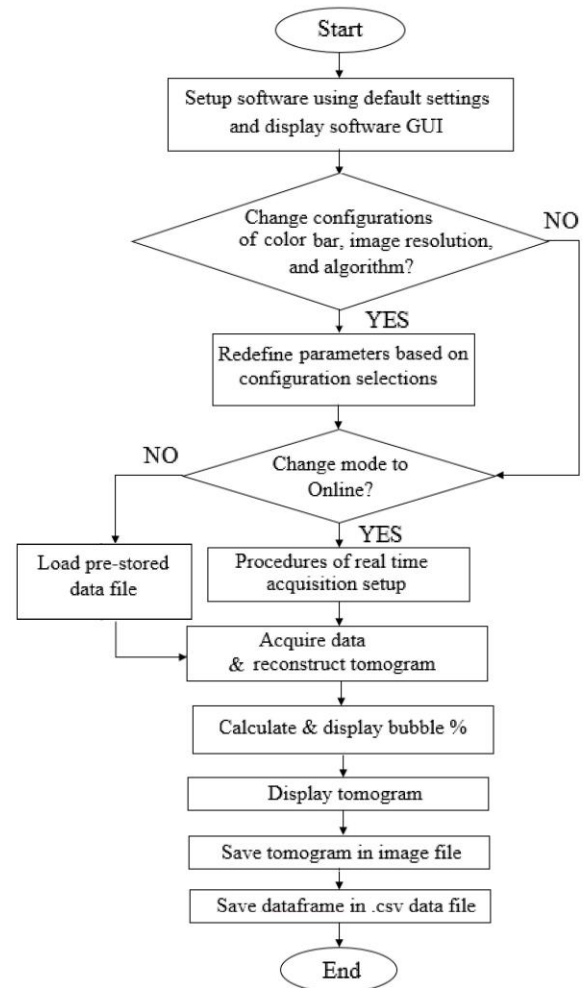 Start
Setup software using default settings
and display software GUI
Change configurations
of color bar, image resolution,
and algorithm?
NO
YES
Redefine parameters based on
configuration selections
NO
Change mode to
Online?
YES
Load pre-stored
data file
Procedures of real time
acquisition setup
Acquire data
& reconstruct tomogram
Calculate & display bubble %
Display tomogram
Save tomogram in image file
Save dataframe in .csv data file
End